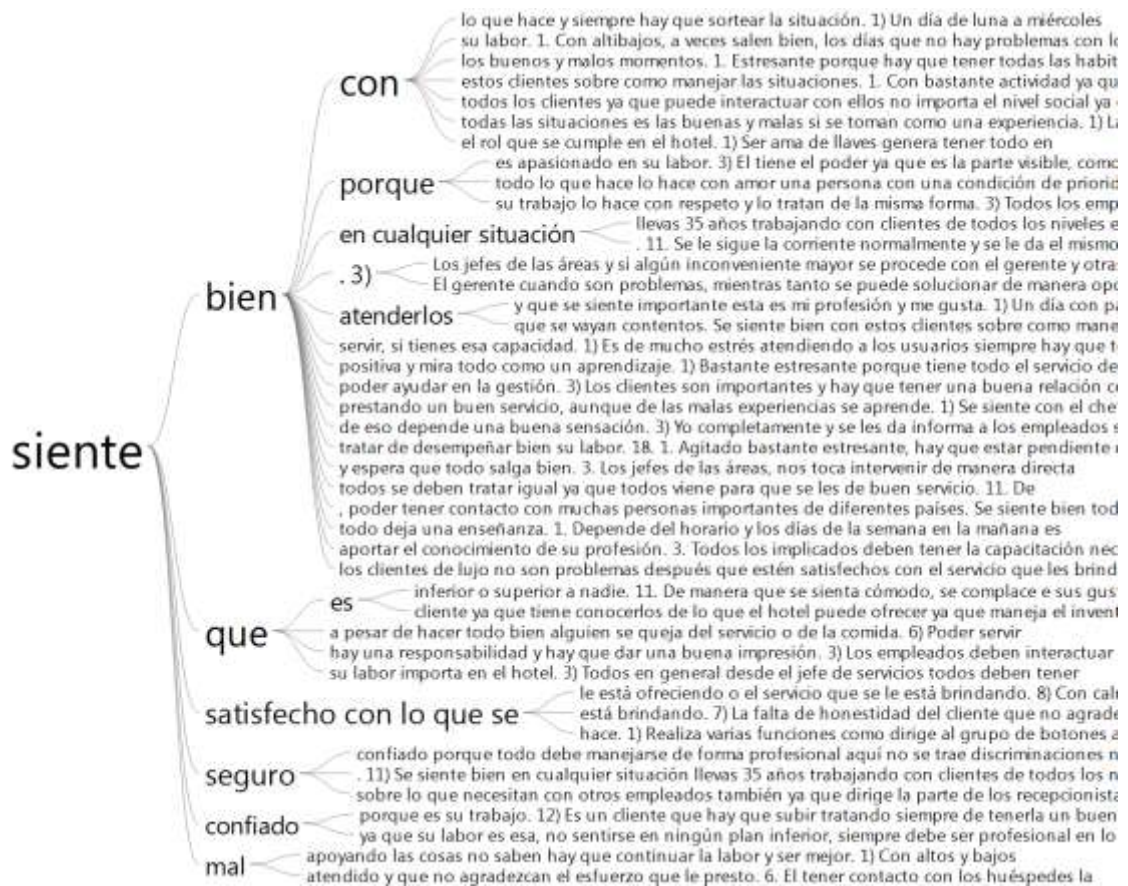 siente
bien
con
lo que hace y siempre hay que sortear la situación. 1) Un día de luna a miércoles
su labor. 1. Con altibajos, a veces salen bien, los días que no hay problemas con lo
los buenos y malos momentos. 1. Estresante porque hay que tener todas las habit
estos clientes sobre como manejar las situaciones. 1. Con bastante actividad ya qu
todos los clientes ya que puede interactuar con ellos no importa el nivel social ya
todas las situaciones es las buenas y malas si se toman como una experiencia. 1) La
el rol que se cumple en el hotel. 1) Ser ama de llaves genera tener todo en
porque
es apasionado en su labor. 3) El tiene el poder ya que es la parte visible, como
todo lo que hace lo hace con amor una persona con una condición de priorid
su trabajo lo hace con respeto y lo tratan de la misma forma. 3) Todos los emp
en cualquier situación
llevas 35 años trabajando con clientes de todos los niveles e
. 11. Se le sigue la corriente normalmente y se le da el mismo
. 3)
Los jefes de las áreas y si algún inconveniente mayor se procede con el gerente y otra
El gerente cuando son problemas, mientras tanto se puede solucionar de manera opo
atenderlos
y que se siente importante esta es mi profesión y me gusta. 1) Un día con pa
que se vayan contentos. Se siente bien con estos clientes sobre como mane
servir, si tienes esa capacidad. 1) Es de mucho estrés atendiendo a los usuarios siempre hay que t
positiva y mira todo como un aprendizaje. 1) Bastante estresante porque tiene todo el servicio de
poder ayudar en la gestión. 3) Los clientes son importantes y hay que tener una buena relación co
prestando un buen servicio, aunque de las malas experiencias se aprende. 1) Se siente con el che
de eso depende una buena sensación. 3) Yo completamente y se les da informa a los empleados s
tratar de desempeñar bien su labor. 18. 1. Agitado bastante estresante, hay que estar pendiente
y espera que todo salga bien. 3. Los jefes de las áreas, nos toca intervenir de manera directa
todos se deben tratar igual ya que todos viene para que se les de buen servicio. 11. De
, poder tener contacto con muchas personas importantes de diferentes países. Se siente bien tod
todo deja una enseñanza. 1. Depende del horario y los días de la semana en la mañana es
aportar el conocimiento de su profesión. 3. Todos los implicados deben tener la capacitación nec
los clientes de lujo no son problemas después que estén satisfechos con el servicio que les brind
que
es
inferior o superior a nadie. 11. De manera que se sienta cómodo, se complace e sus gus
cliente ya que tiene conocerlos de lo que el hotel puede ofrecer ya que maneja el invent
a pesar de hacer todo bien alguien se queja del servicio o de la comida. 6) Poder servir
hay una responsabilidad y hay que dar una buena impresión. 3) Los empleados deben interactuar
su labor importa en el hotel. 3) Todos en general desde el jefe de servicios todos deben tener
satisfecho con lo que se
le está ofreciendo o el servicio que se le está brindando. 8) Con cal
está brindando. 7) La falta de honestidad del cliente que no agrade
hace. 1) Realiza varias funciones como dirige al grupo de botones a
seguro
confiado porque todo debe manejarse de forma profesional aquí no se trae discriminaciones n
. 11) Se siente bien en cualquier situación llevas 35 años trabajando con clientes de todos los n
sobre lo que necesitan con otros empleados también ya que dirige la parte de los recepcionista
confiado
porque es su trabajo. 12) Es un cliente que hay que subir tratando siempre de tenerla un buen
ya que su labor es esa, no sentirse en ningún plan inferior, siempre debe ser profesional en lo
mal
apoyando las cosas no saben hay que continuar la labor y ser mejor. 1) Con altos y bajos
atendido y que no agradezcan el esfuerzo que le presto. 6. El tener contacto con los huéspedes la